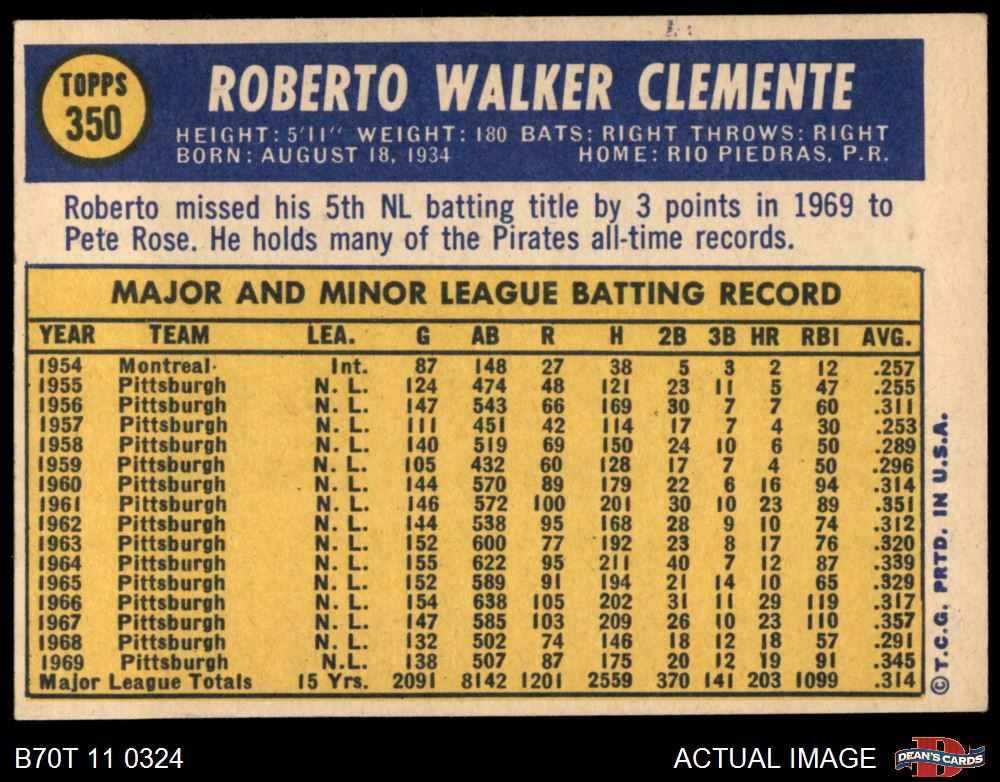 TOPPS
350
ROBERTO WALKER CLEMENTE
HEIGHT: 5'11" WEIGHT: 180 BATS: RIGHT THROWS: RIGHT
BORN: AUGUST 18, 1934 HOME: RIO PIEDRAS, P.R.
Roberto missed his 5th NL batting title by 3 points in 1969 to
Pete Rose. He holds many of the Pirates all-time records.
MAJOR AND MINOR LEAGUE BATTING RECORD
YEAR TEAM LEA. G AB R H 2B 3B HR RBI AVG.
1954 Montreal Int. 87 148 27 38 5 3 2 12 .257
1955 Pittsburgh N. L. 124 474 48 121 23 11 5 47 .255
1956 Pittsburgh N. L. 147 543 66 169 30 7 7 60 .311
1957 Pittsburgh N. L. 111 451 42 114 17 7 4 30 .253
1958 Pittsburgh N. L. 140 519 69 150 24 10 6 50 .289
1959 Pittsburgh N. L. 105 432 60 128 17 7 4 50 .296
1960 Pittsburgh N. L. 144 570 89 179 22 6 16 94 .314
1961 Pittsburgh N. L. 146 572 100 201 30 10 23 89 .351
1962 Pittsburgh N. L. 144 538 95 168 28 9 10 74 .312
1963 Pittsburgh N. L. 152 600 77 192 23 8 17 76 .320
1964 Pittsburgh N. L. 155 622 95 211 40 7 12 87 .339
1965 Pittsburgh N. L. 152 589 91 194 21 14 10 65 .329
1966 Pittsburgh N. L. 154 638 105 202 31 11 29 119 .317
1967 Pittsburgh N. L. 147 585 103 209 26 10 23 110 .357
1968 Pittsburgh N. L. 132 502 74 146 18 12 18 57 .291
1969 Pittsburgh N.L. 138 507 87 175 20 12 19 91 .345
Major League Totals 15 Yrs. 2091 8142 1201 2559 370 141 203 1099 .314
© T.C.G. PRTD. IN U.S.A.
B70T 11 0324
ACTUAL IMAGE
D
DEAN'S CARDS